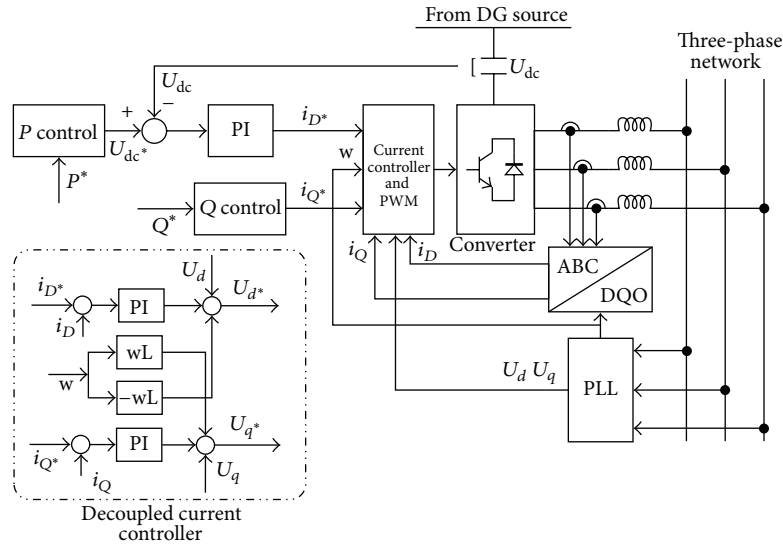 From DG source
Three-phase
network
U_dc
[ U_dc
−
+
P control
U_dc*
PI
i_D*
P*
w
Current
controller
and
PWM
Q*
Q control
i_Q*
Converter
i_Q
i_D
ABC
DQO
U_d U_q
PLL
U_d
i_D*
PI
U_d*
i_D
wL
w
−wL
U_q*
PI
i_Q*
i_Q
U_q
Decoupled current
controller